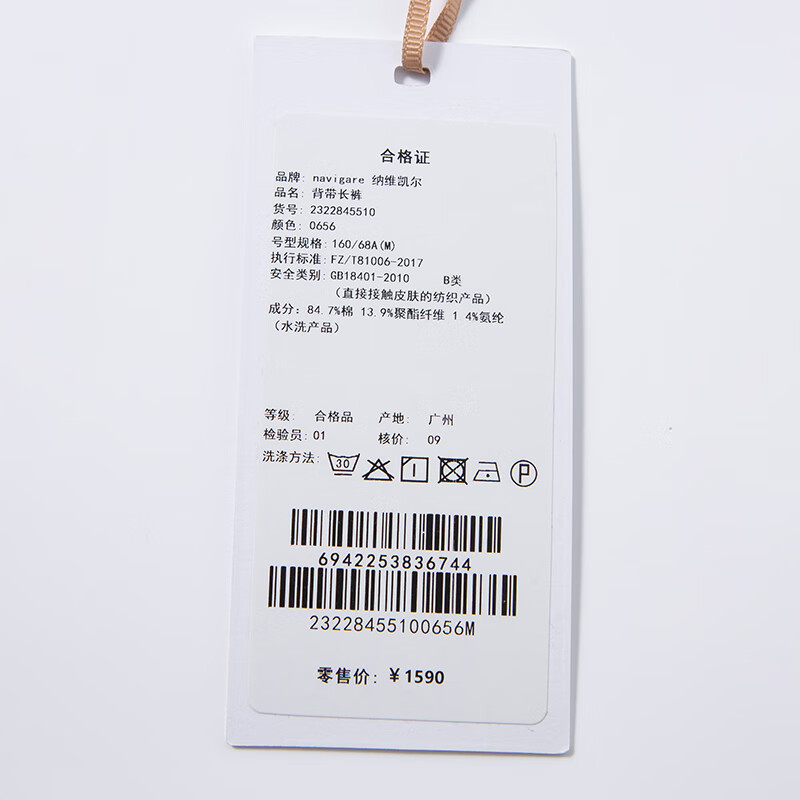 合格证
品牌: navigare 纳维凯尔
品名: 背带长裤
货号: 2322845510
颜色: 0656
号型规格: 160/68A(M)
执行标准: FZ/T81006-2017
安全类别: GB18401-2010 B类
（直接接触皮肤的纺织产品）
成分: 84.7%棉 13.9%聚酯纤维 1 4%氨纶
（水洗产品）
等级: 合格品 产地: 广州
检验员: 01 核价: 09
洗涤方法: 30 P
6942253836744
23228455100656M
零售价: ¥1590